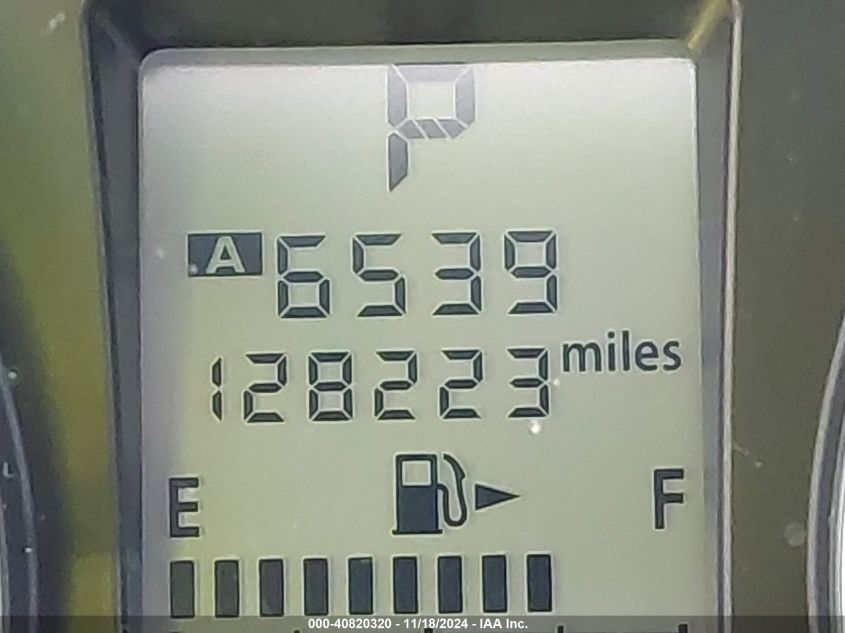 P
A 6539
128223 miles
E F
000-40820320 - 11/18/2024 - IAA Inc.